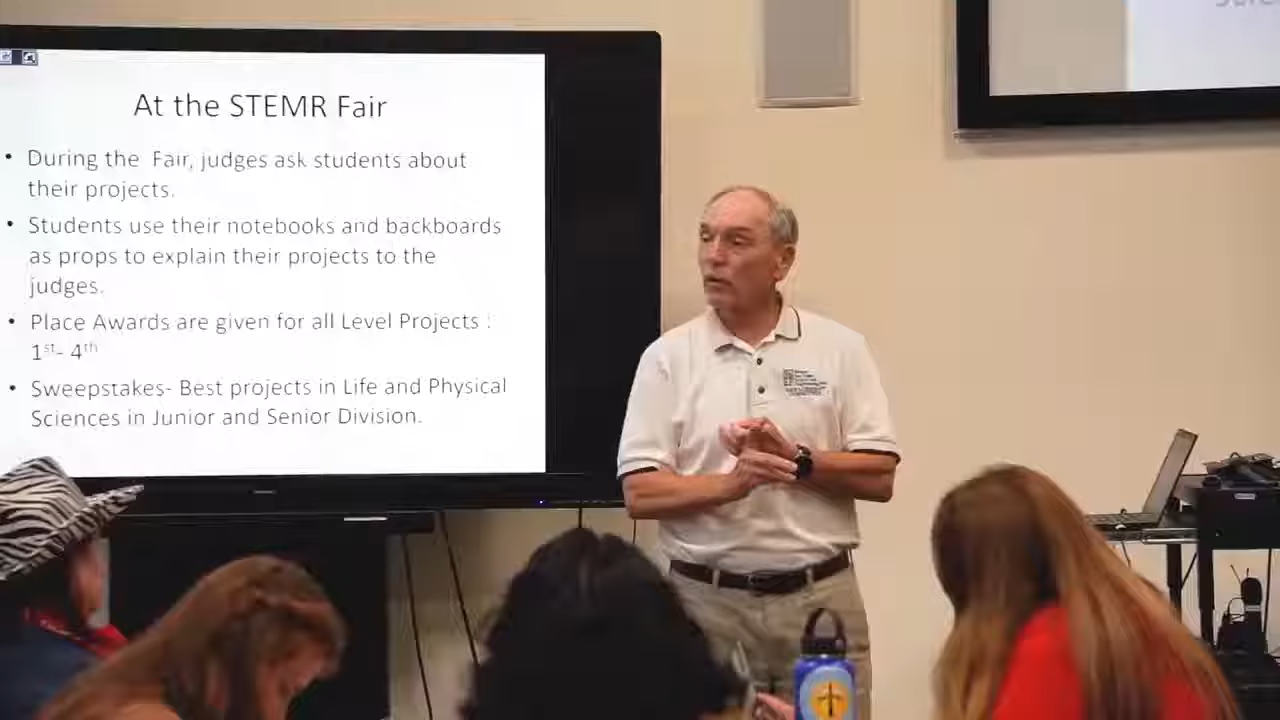 At the STEMR Fair
• During the Fair, judges ask students about
their projects.
• Students use their notebooks and backboards
as props to explain their projects to the
judges.
• Place Awards are given for all Level Projects :
1st- 4th
• Sweepstakes- Best projects in Life and Physical
Sciences in Junior and Senior Division.